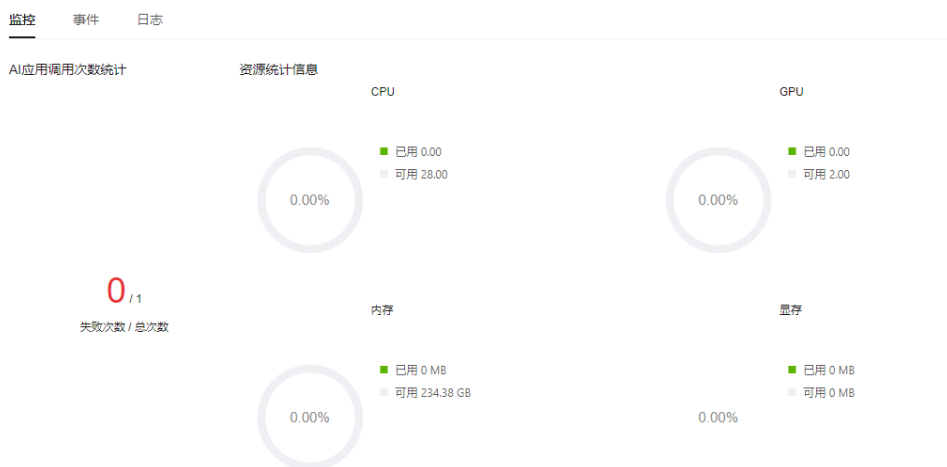 监控 事件 日志
AI应用调用次数统计
0 / 1
失败次数 / 总次数
资源统计信息
CPU
0.00%
已用 0.00
可用 28.00
GPU
0.00%
已用 0.00
可用 2.00
内存
0.00%
已用 0 MB
可用 234.38 GB
显存
0.00%
已用 0 MB
可用 0 MB